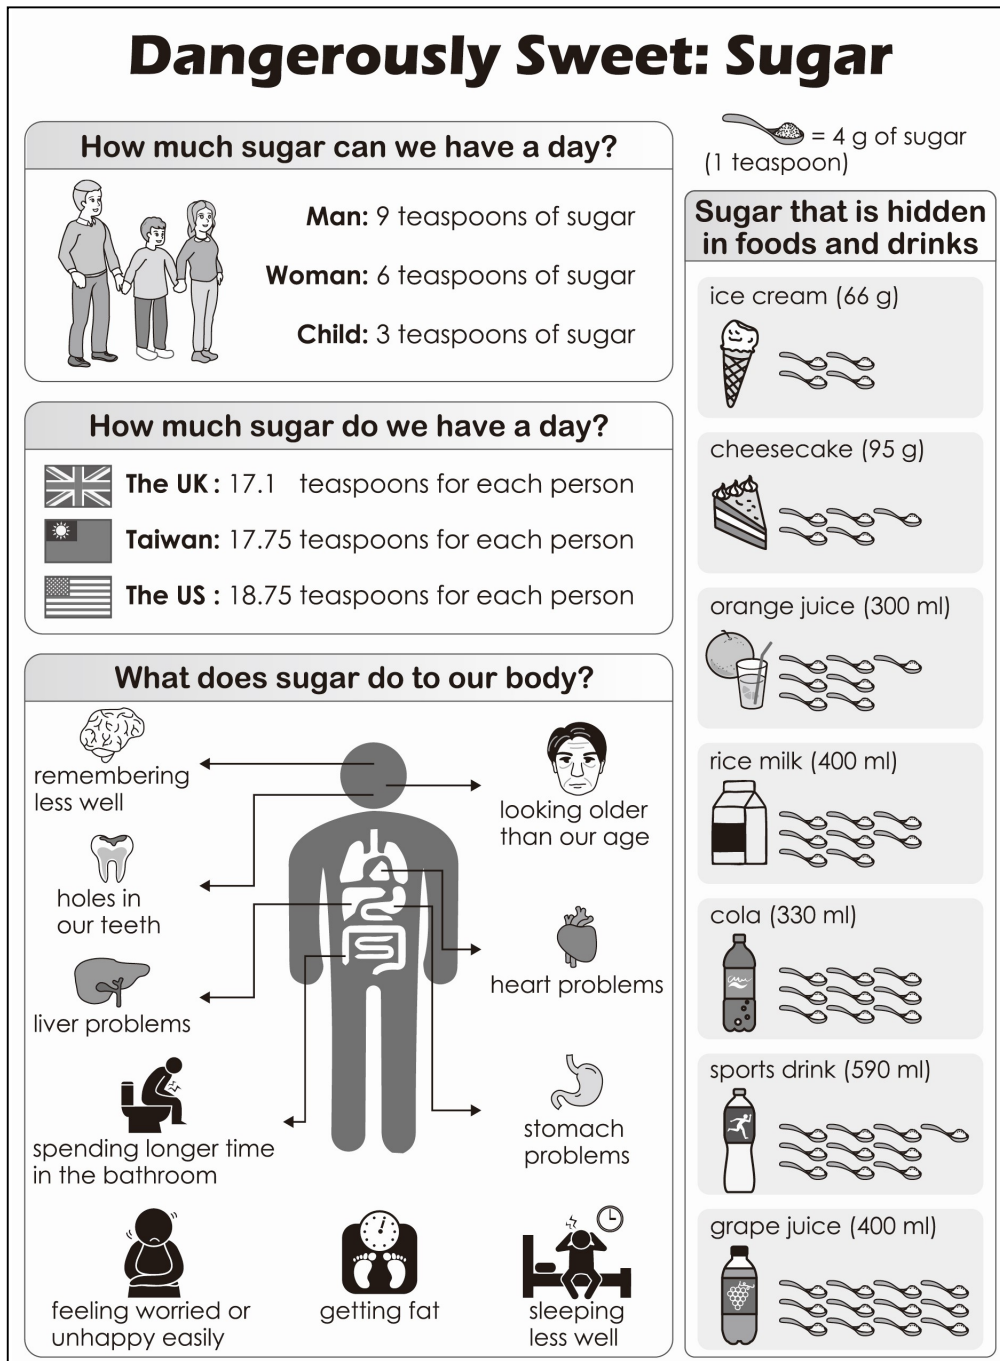 Dangerously Sweet: Sugar
How much sugar can we have a day?
Man: 9 teaspoons of sugar
Woman: 6 teaspoons of sugar
Child: 3 teaspoons of sugar
How much sugar do we have a day?
The UK : 17.1 teaspoons for each person
Taiwan: 17.75 teaspoons for each person
The US : 18.75 teaspoons for each person
What does sugar do to our body?
remembering
less well
looking older
than our age
holes in
our teeth
heart problems
liver problems
stomach
problems
spending longer time
in the bathroom
feeling worried or
unhappy easily
getting fat
sleeping
less well
= 4 g of sugar
(1 teaspoon)
Sugar that is hidden
in foods and drinks
ice cream (66 g)
cheesecake (95 g)
orange juice (300 ml)
rice milk (400 ml)
cola (330 ml)
sports drink (590 ml)
grape juice (400 ml)